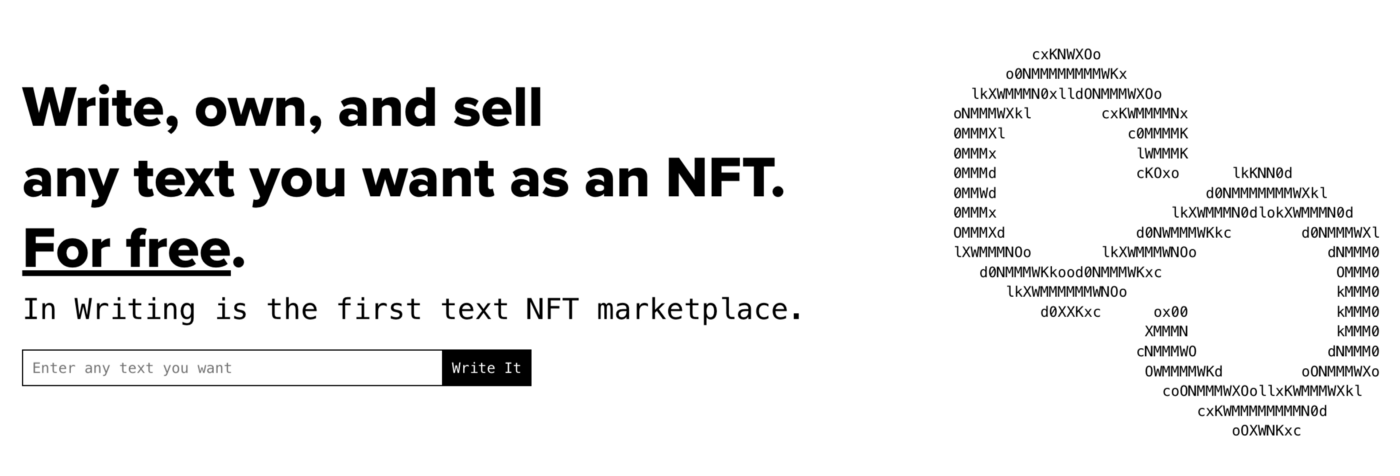 Write, own, and sell
any text you want as an NFT.
For free.
In Writing is the first text NFT marketplace.
Enter any text you want
Write It
cxKNWXOo
o0NMMMMMMMMWKx
lkXWMMMN0xlldONMMMWXOo
oNMMMWXkl cxKWMMMMNx
0MMMXl c0MMMMK
0MMMx lWMMMK
0MMMd cKOxo lkKNN0d
0MMWd d0NMMMMMMMWXkl
0MMMx lkXWMMMN0dlokXWMMMN0d
OMMMXd d0NWMMMWKkc d0NMMMWXl
lXWMMMNOo lkXWMMMWNOo dNMMM0
d0NMMMWKkood0NMMMWKxc OMMM0
lkXWMMMMMMWNOo kMMM0
d0XXKxc ox00 kMMM0
XMMMN kMMM0
cNMMMWO dNMMM0
OWMMMMWKd oONMMMWXo
coONMMMWXOollxKWMMMWXkl
cxKWMMMMMMMMN0d
oOXWNKxc